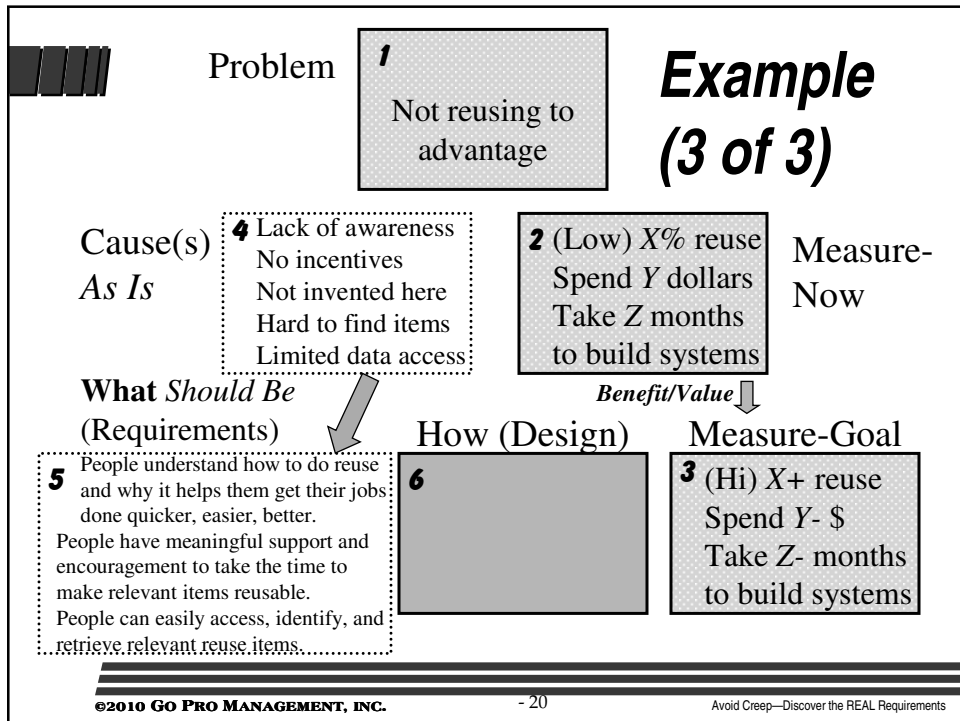 Problem
1
Not reusing to
advantage
Example
(3 of 3)
Cause(s)
As Is
4 Lack of awareness
No incentives
Not invented here
Hard to find items
Limited data access
2 (Low) X% reuse
Spend Y dollars
Take Z months
to build systems
Measure-
Now
What Should Be
(Requirements)
Benefit/Value
How (Design)
Measure-Goal
5 People understand how to do reuse
and why it helps them get their jobs
done quicker, easier, better.
People have meaningful support and
encouragement to take the time to
make relevant items reusable.
People can easily access, identify, and
retrieve relevant reuse items.
6
3 (Hi) X+ reuse
Spend Y- $
Take Z- months
to build systems
©2010 GO PRO MANAGEMENT, INC.
- 20
Avoid Creep—Discover the REAL Requirements